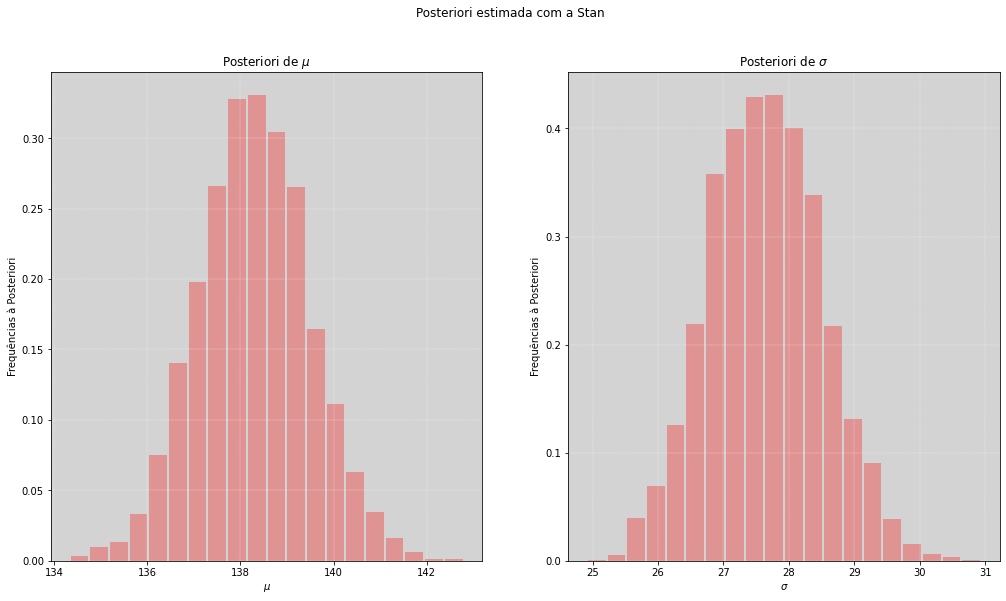 Posteriori estimada com a Stan
Posteriori de μ
Frequências à Posteriori
0.30
0.25
0.20
0.15
0.10
0.05
0.00
134 136 138 140 142
μ
Posteriori de σ
Frequências à Posteriori
0.4
0.3
0.2
0.1
0.0
25 26 27 28 29 30 31
σ